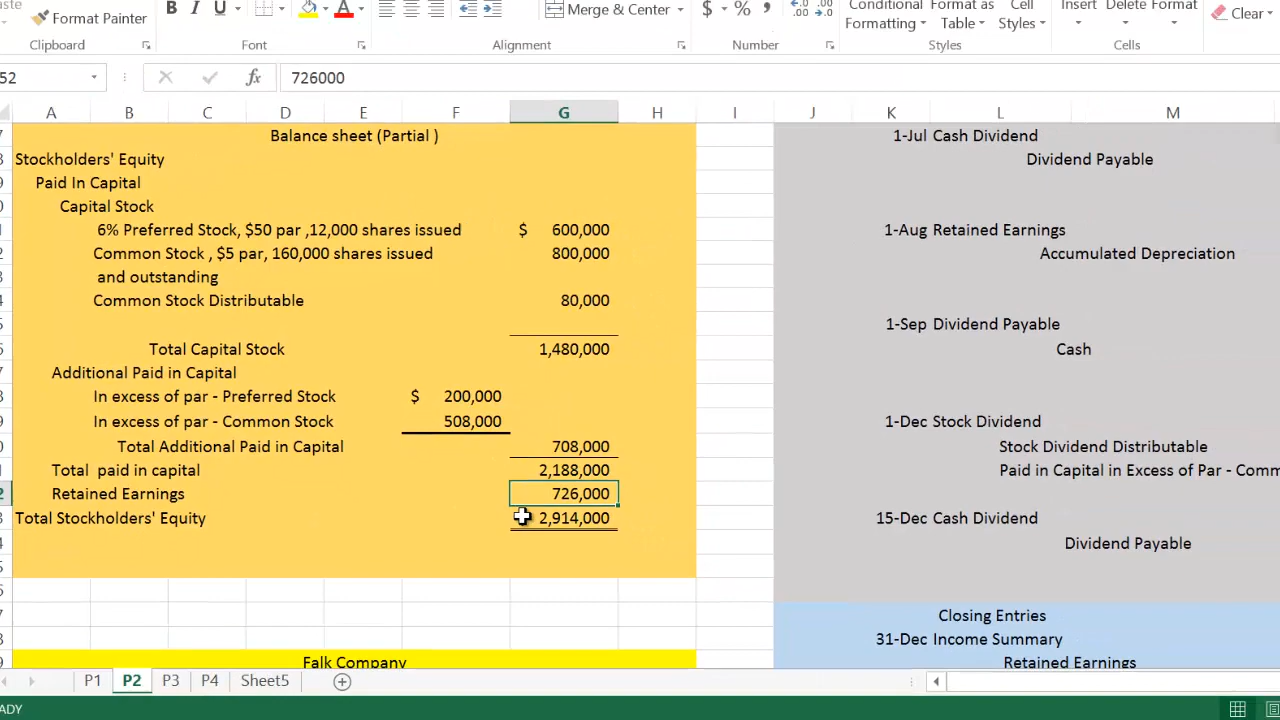 Format Painter
B I U
Merge & Center
$ % ,
Conditional Formatting
Format as Table
Cell Styles
Insert Delete Format
Clear
Clipboard Font Alignment Number Styles Cells
52 fx 726000
A B C D E F G H I J K L M
Balance sheet (Partial )
Stockholders' Equity
Paid In Capital
Capital Stock
6% Preferred Stock, $50 par ,12,000 shares issued $ 600,000
Common Stock , $5 par, 160,000 shares issued 800,000
and outstanding
Common Stock Distributable 80,000
Total Capital Stock 1,480,000
Additional Paid in Capital
In excess of par - Preferred Stock $ 200,000
In excess of par - Common Stock 508,000
Total Additional Paid in Capital 708,000
Total paid in capital 2,188,000
Retained Earnings 726,000
Total Stockholders' Equity 2,914,000
Falk Company
1-Jul Cash Dividend
Dividend Payable
1-Aug Retained Earnings
Accumulated Depreciation
1-Sep Dividend Payable
Cash
1-Dec Stock Dividend
Stock Dividend Distributable
Paid in Capital in Excess of Par - Comm
15-Dec Cash Dividend
Dividend Payable
Closing Entries
31-Dec Income Summary
Retained Earnings
P1 P2 P3 P4 Sheet5
EADY